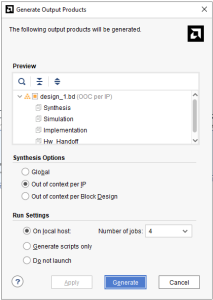 Generate Output Products
The following output products will be generated.
Preview
design_1.bd (OOC per IP)
Synthesis
Simulation
Implementation
Hw_Handoff
Synthesis Options
Global
Out of context per IP
Out of context per Block Design
Run Settings
On local host: Number of jobs: 4
Generate scripts only
Do not launch
? Apply Generate Cancel